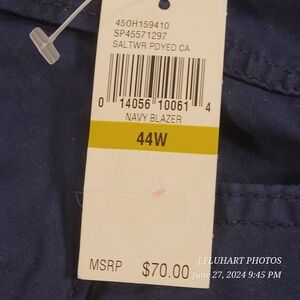 450H159410
SP45571297
SALTWR PDYED CA
0 14056 10061 4
NAVY BLAZER
44W
MSRP $70.00
J.FLUHART PHOTOS
June 27, 2024 9:45 PM